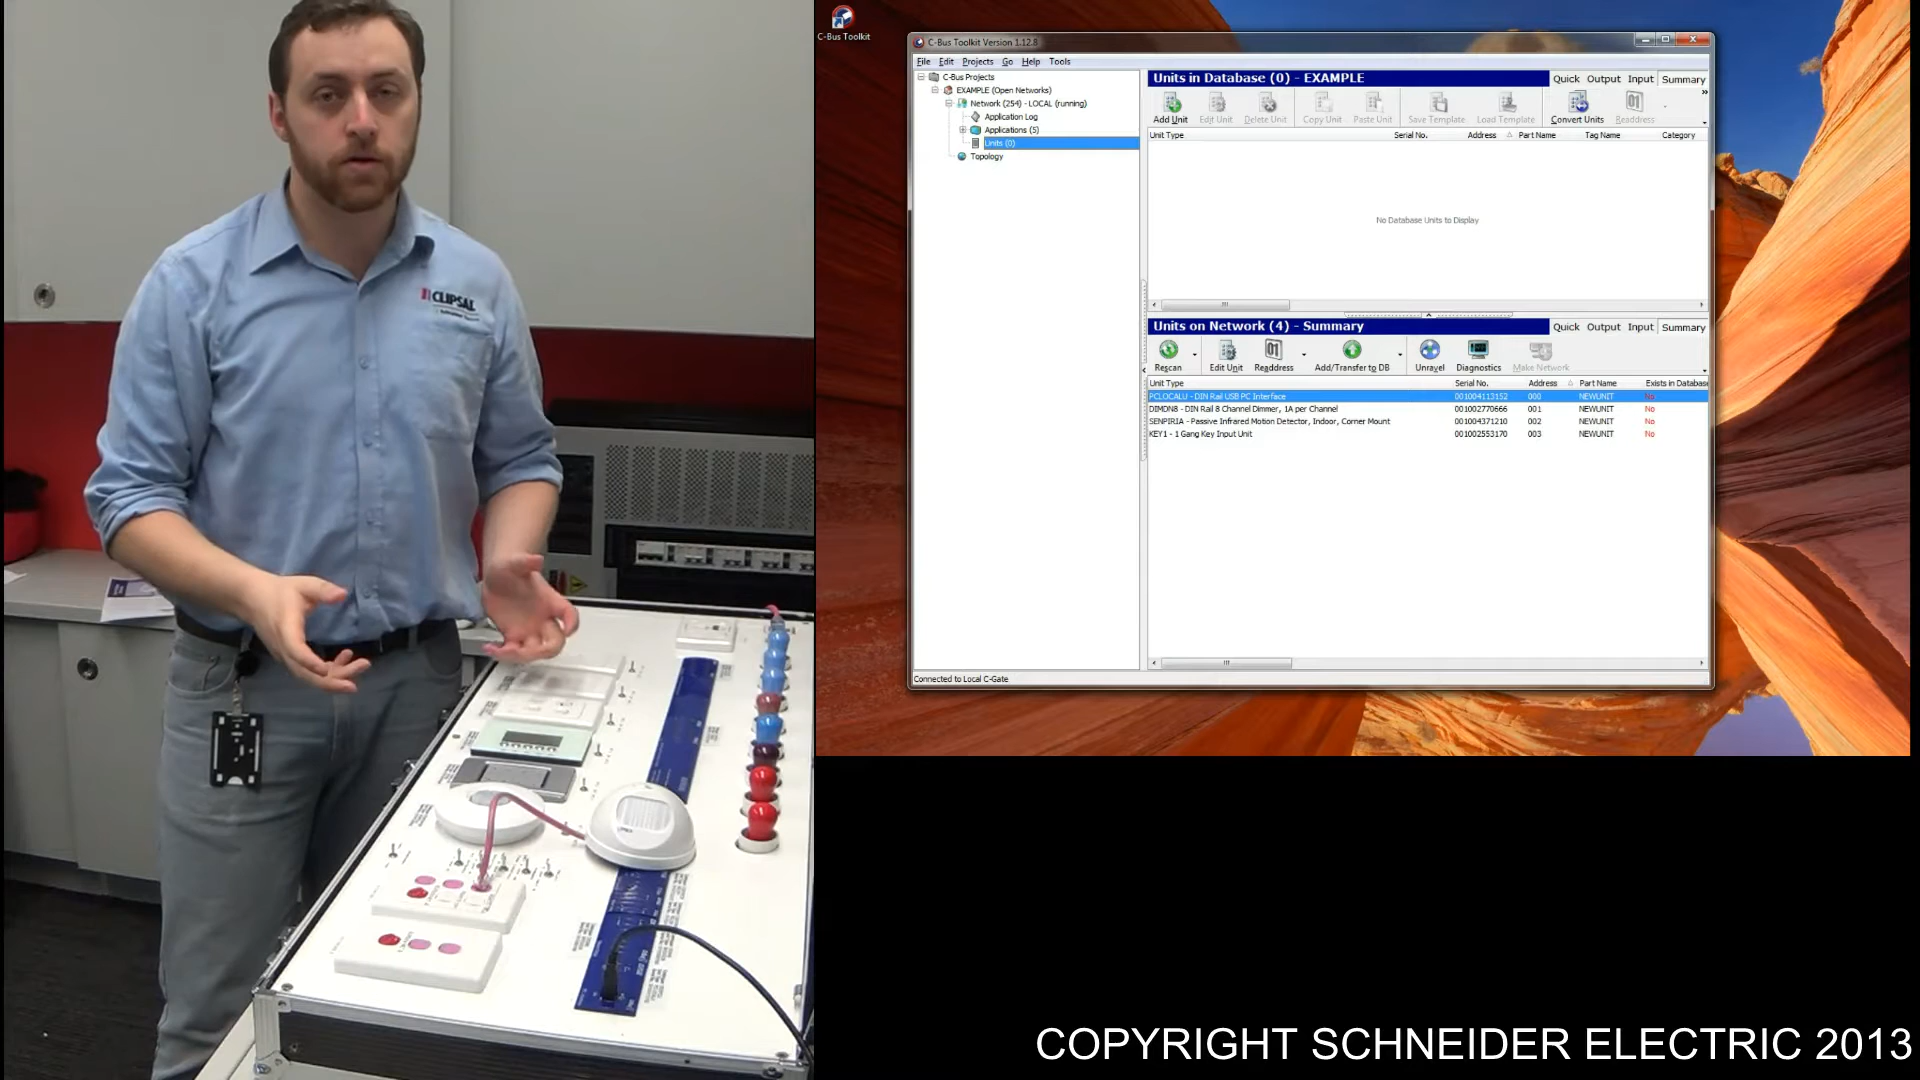 CLIPSAL
C-Bus Toolkit
C-Bus Toolkit Version 1.12.8
File Edit Projects Go Help Tools
C-Bus Projects
EXAMPLE (Open Networks)
Network (254) - LOCAL (running)
Application Log
Applications (5)
Units (0)
Topology
Units in Database (0) - EXAMPLE
Quick Output Input Summary
Add Unit Edit Unit Delete Unit Copy Unit Paste Unit Save Template Load Template Convert Units Readdress
Unit Type Serial No. Address Part Name Tag Name Category
No Database Units to Display
Units on Network (4) - Summary
Quick Output Input Summary
Rescan Edit Unit Readdress Add/Transfer to DB Unravel Diagnostics Make Network
Unit Type Serial No. Address Part Name Exists in Database
PCLOCALU - DIN Rail USB PC Interface 001004113152 000 NEWUNIT No
DIMDN8 - DIN Rail 8 Channel Dimmer, 1A per Channel 001002770666 001 NEWUNIT No
SENPIRIA - Passive Infrared Motion Detector, Indoor, Corner Mount 001004371210 002 NEWUNIT No
KEY1 - 1 Gang Key Input Unit 001002553170 003 NEWUNIT No
Connected to Local C-Gate
COPYRIGHT SCHNEIDER ELECTRIC 2013